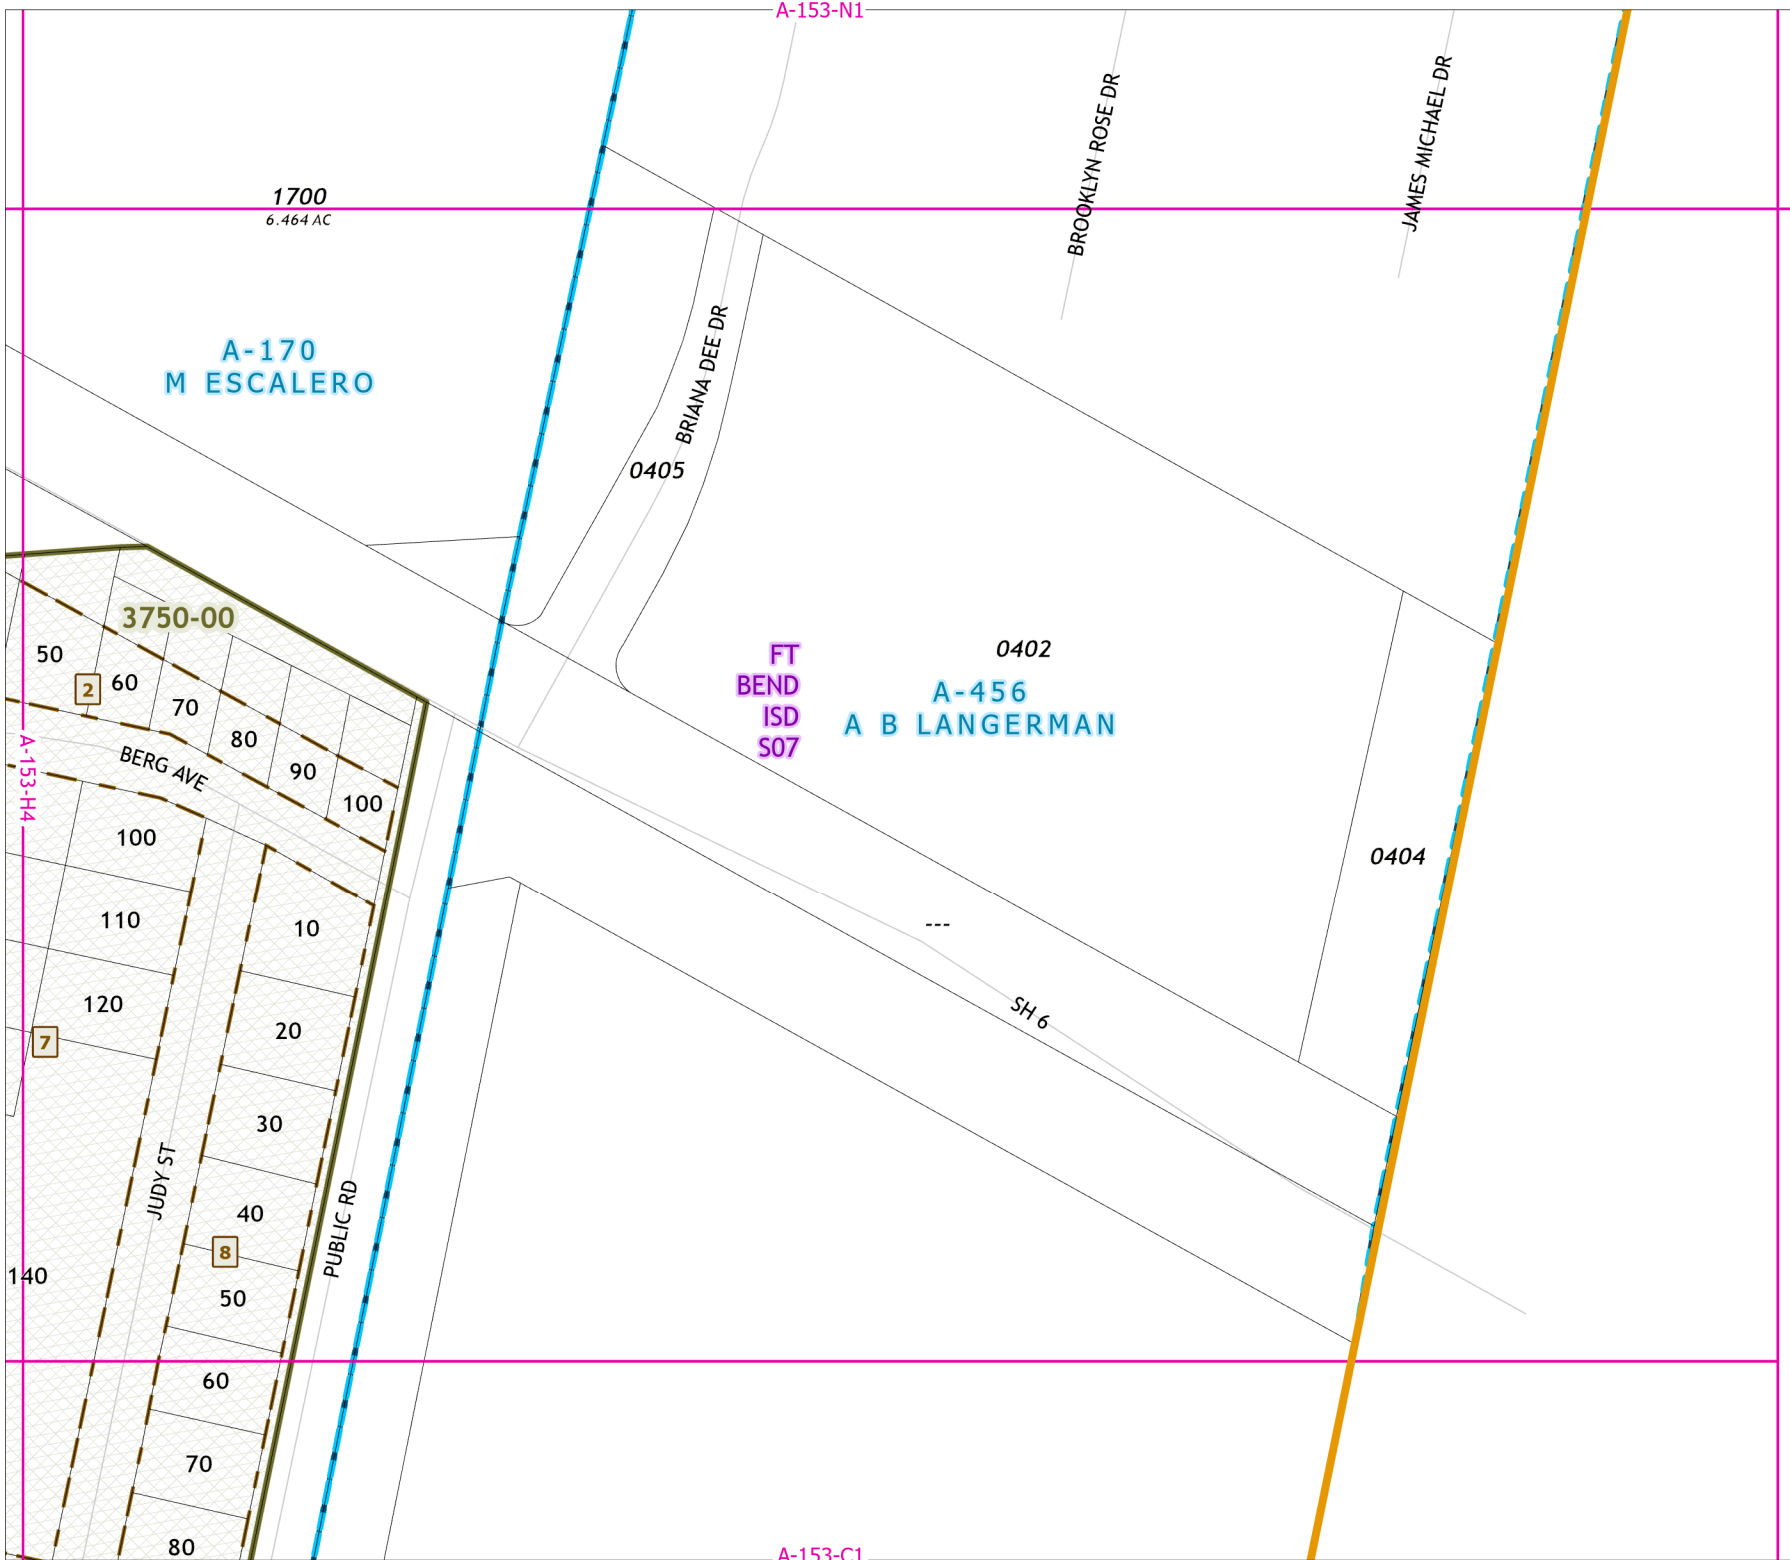 A-153-N1
BROOKLYN ROSE DR
JAMES MICHAEL DR
1700
6.464 AC
A-170
M ESCALERO
BRIANA DEE DR
0405
3750-00
50
2
60
70
80
90
100
BERG AVE
A-153-H4
FT
BEND
ISD
S07
0402
A-456
A B LANGERMAN
0404
---
SH 6
100
110
120
7
140
JUDY ST
10
20
30
40
8
50
60
70
80
PUBLIC RD
A-153-C1